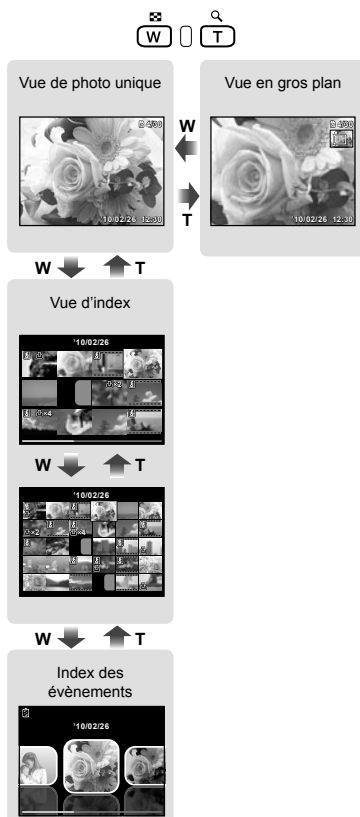 W T
Vue de photo unique
Vue en gros plan
4/30
'10/02/26 12:30
W
T
4/30
'10/02/26 12:30
W T
Vue d'index
'10/02/26
×2
×4
W T
'10/02/26
×2
×4
W T
Index des
évènements
'10/02/26